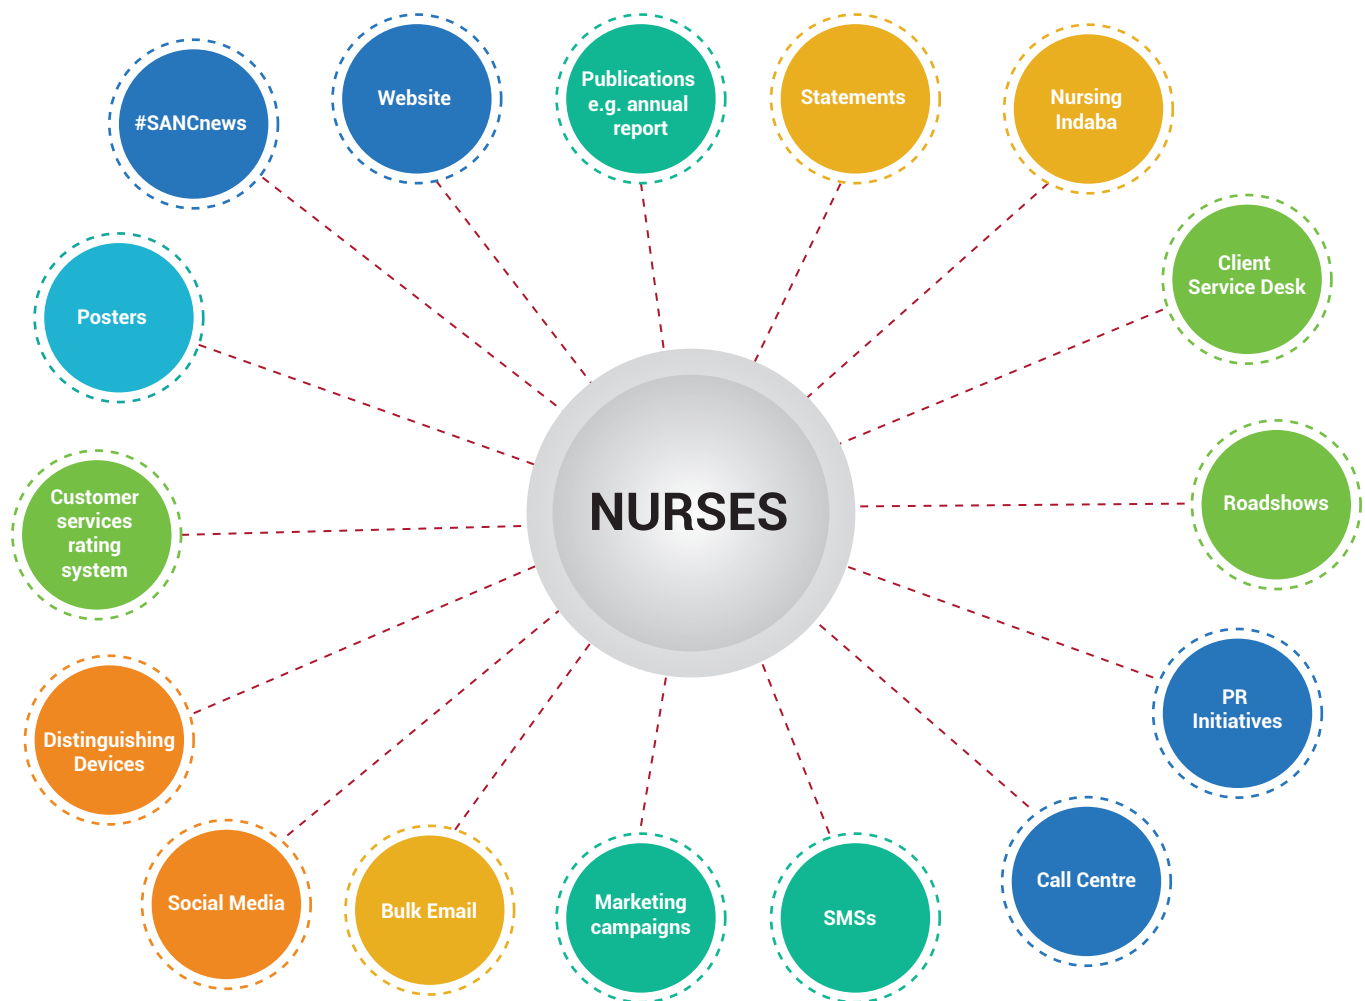 #SANCnews
Website
Publications
e.g. annual
report
Statements
Nursing
Indaba
Client
Service Desk
Posters
Customer
services
rating
system
NURSES
Roadshows
Distinguishing
Devices
PR
Initiatives
Social Media
Bulk Email
Marketing
campaigns
SMSs
Call Centre